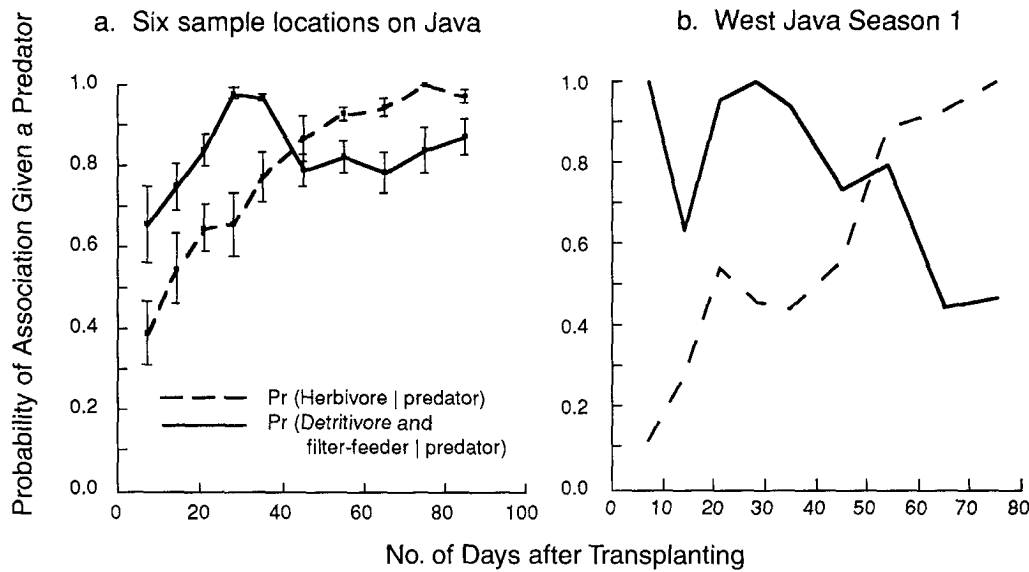 a. Six sample locations on Java
b. West Java Season 1
Probability of Association Given a Predator
1.0
0.8
0.6
0.4
0.2
0.0
0 20 40 60 80 100
Pr (Herbivore | predator)
Pr (Detritivore and
filter-feeder | predator)
1.0
0.8
0.6
0.4
0.2
0.0
0 10 20 30 40 50 60 70 80
No. of Days after Transplanting